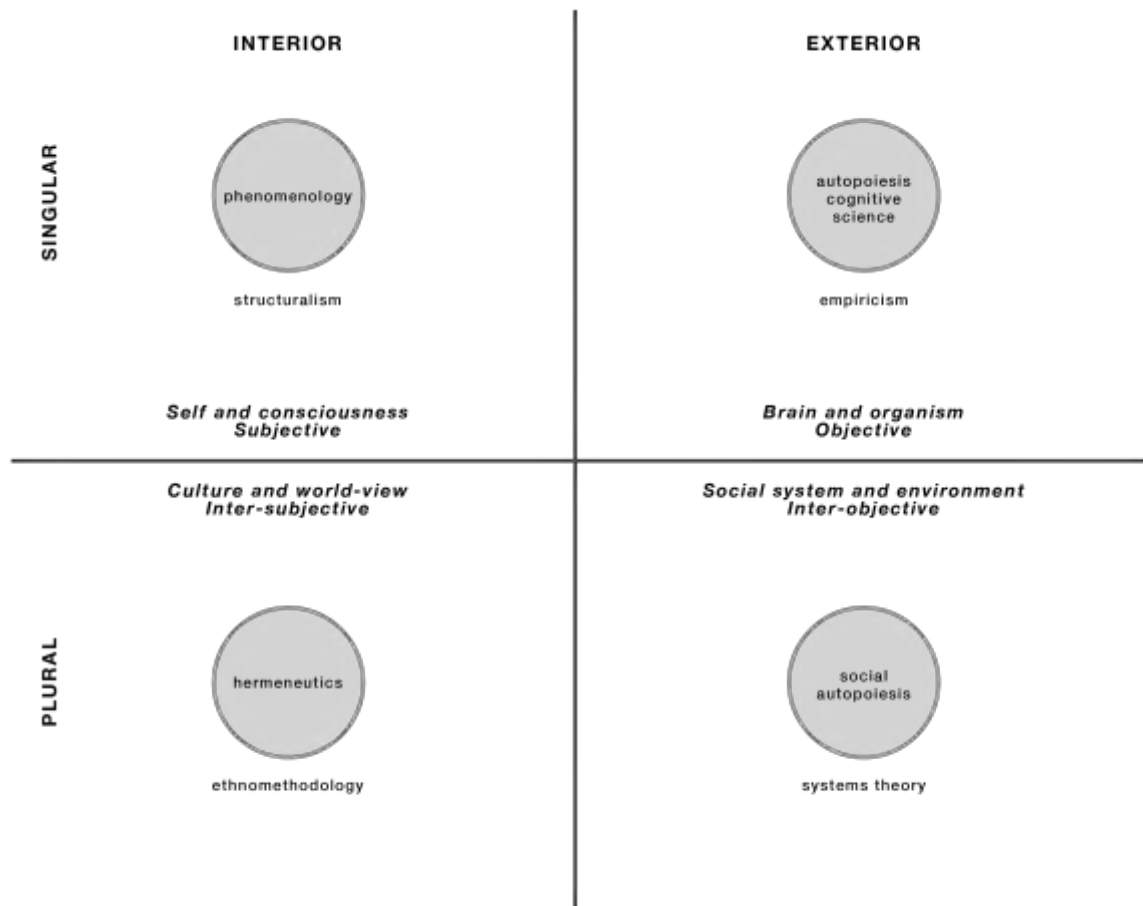 INTERIOR
EXTERIOR
SINGULAR
phenomenology
autopoiesis
cognitive
science
structuralism
empiricism
Self and consciousness
Subjective
Brain and organism
Objective
Culture and world-view
Inter-subjective
Social system and environment
Inter-objective
PLURAL
hermeneutics
social
autopoiesis
ethnomethodology
systems theory